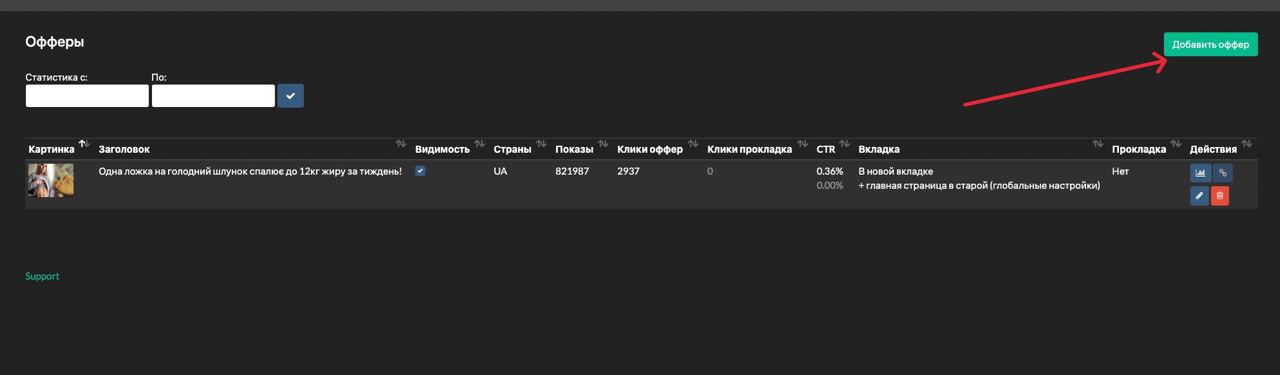 Офферы
Добавить оффер
Статистика с: По:
Картинка Заголовок Видимость Страны Показы Клики оффер Клики прокладка CTR Вкладка Прокладка Действия
Одна ложка на голодний шлунок спалює до 12кг жиру за тиждень! UA 821987 2937 0 0.36% В новой вкладке Нет
0.00% + главная страница в старой (глобальные настройки)
Support